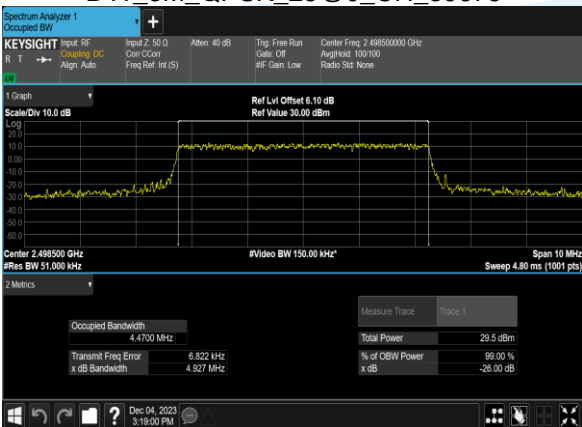 Spectrum Analyzer 1
Occupied BW
+
KEYSIGHT Input: RF Input Z: 50 Ω Atten: 40 dB Trig: Free Run Center Freq: 2.498500000 GHz
R T Coupling: DC Corr CCorr Gate: Off Avg|Hold: 100/100
Align: Auto Freq Ref: Int (S) #IF Gain: Low Radio Std: None
1 Graph
Ref Lvl Offset 6.10 dB
Scale/Div 10.0 dB Ref Value 30.00 dBm
Log
20.0
10.0
0.00
-10.0
-20.0
-30.0
-40.0
-50.0
-60.0
Center 2.498500 GHz #Video BW 150.00 kHz* Span 10 MHz
#Res BW 51.000 kHz Sweep 4.80 ms (1001 pts)
2 Metrics
Measure Trace Trace 1
Occupied Bandwidth
4.4700 MHz Total Power 29.5 dBm
Transmit Freq Error 6.822 kHz % of OBW Power 99.00 %
x dB Bandwidth 4.927 MHz x dB -26.00 dB
? Dec 04, 2023
3:19:00 PM